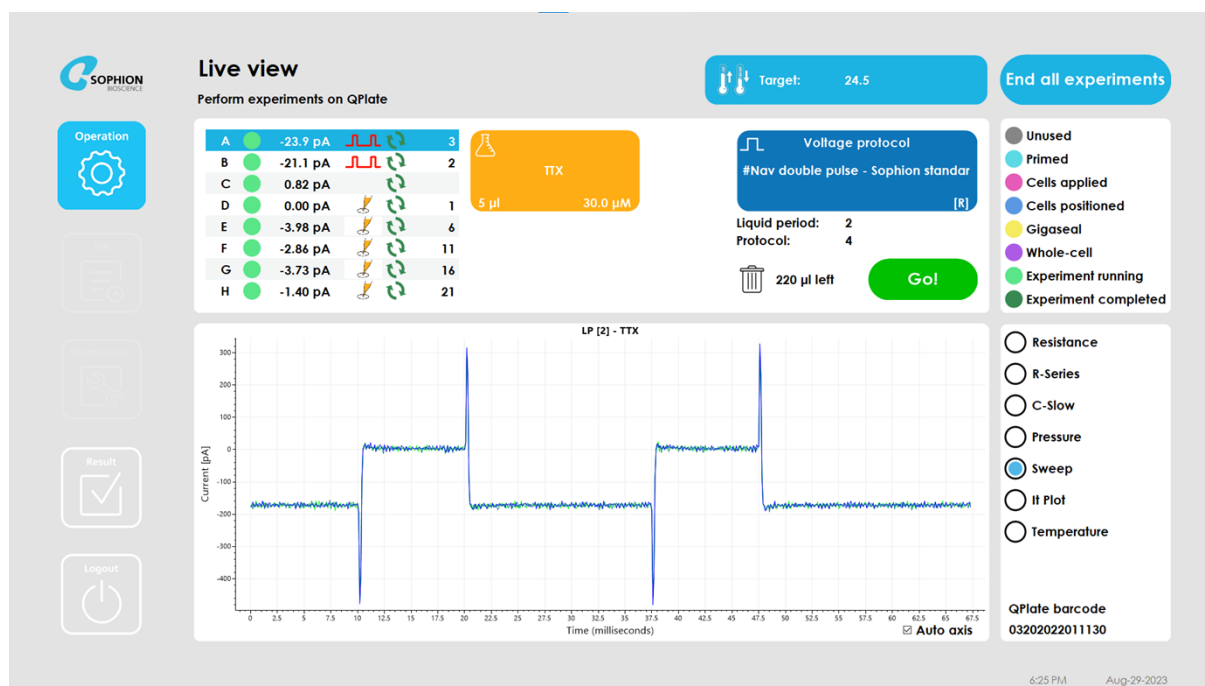 SOPHION
BIOSCIENCE
Live view
Perform experiments on QPlate
Target: 24.5
End all experiments
Operation
Result
Logout
A -23.9 pA 3
B -21.1 pA 2
C 0.82 pA
D 0.00 pA 1
E -3.98 pA 6
F -2.86 pA 11
G -3.73 pA 16
H -1.40 pA 21
TTX
5 µl 30.0 µM
Voltage protocol
#Nav double pulse - Sophion standar
[R]
Liquid period: 2
Protocol: 4
220 µl left
Go!
Unused
Primed
Cells applied
Cells positioned
Gigaseal
Whole-cell
Experiment running
Experiment completed
LP [2] - TTX
Current [pA]
300
200
100
0
-100
-200
-300
-400
0 2.5 5 7.5 10 12.5 15 17.5 20 22.5 25 27.5 30 32.5 35 37.5 40 42.5 45 47.5 50 52.5 55 57.5 60 62.5 65 67.5
Time (milliseconds)
Auto axis
Resistance
R-Series
C-Slow
Pressure
Sweep
It Plot
Temperature
QPlate barcode
03202022011130
6:25 PM Aug-29-2023